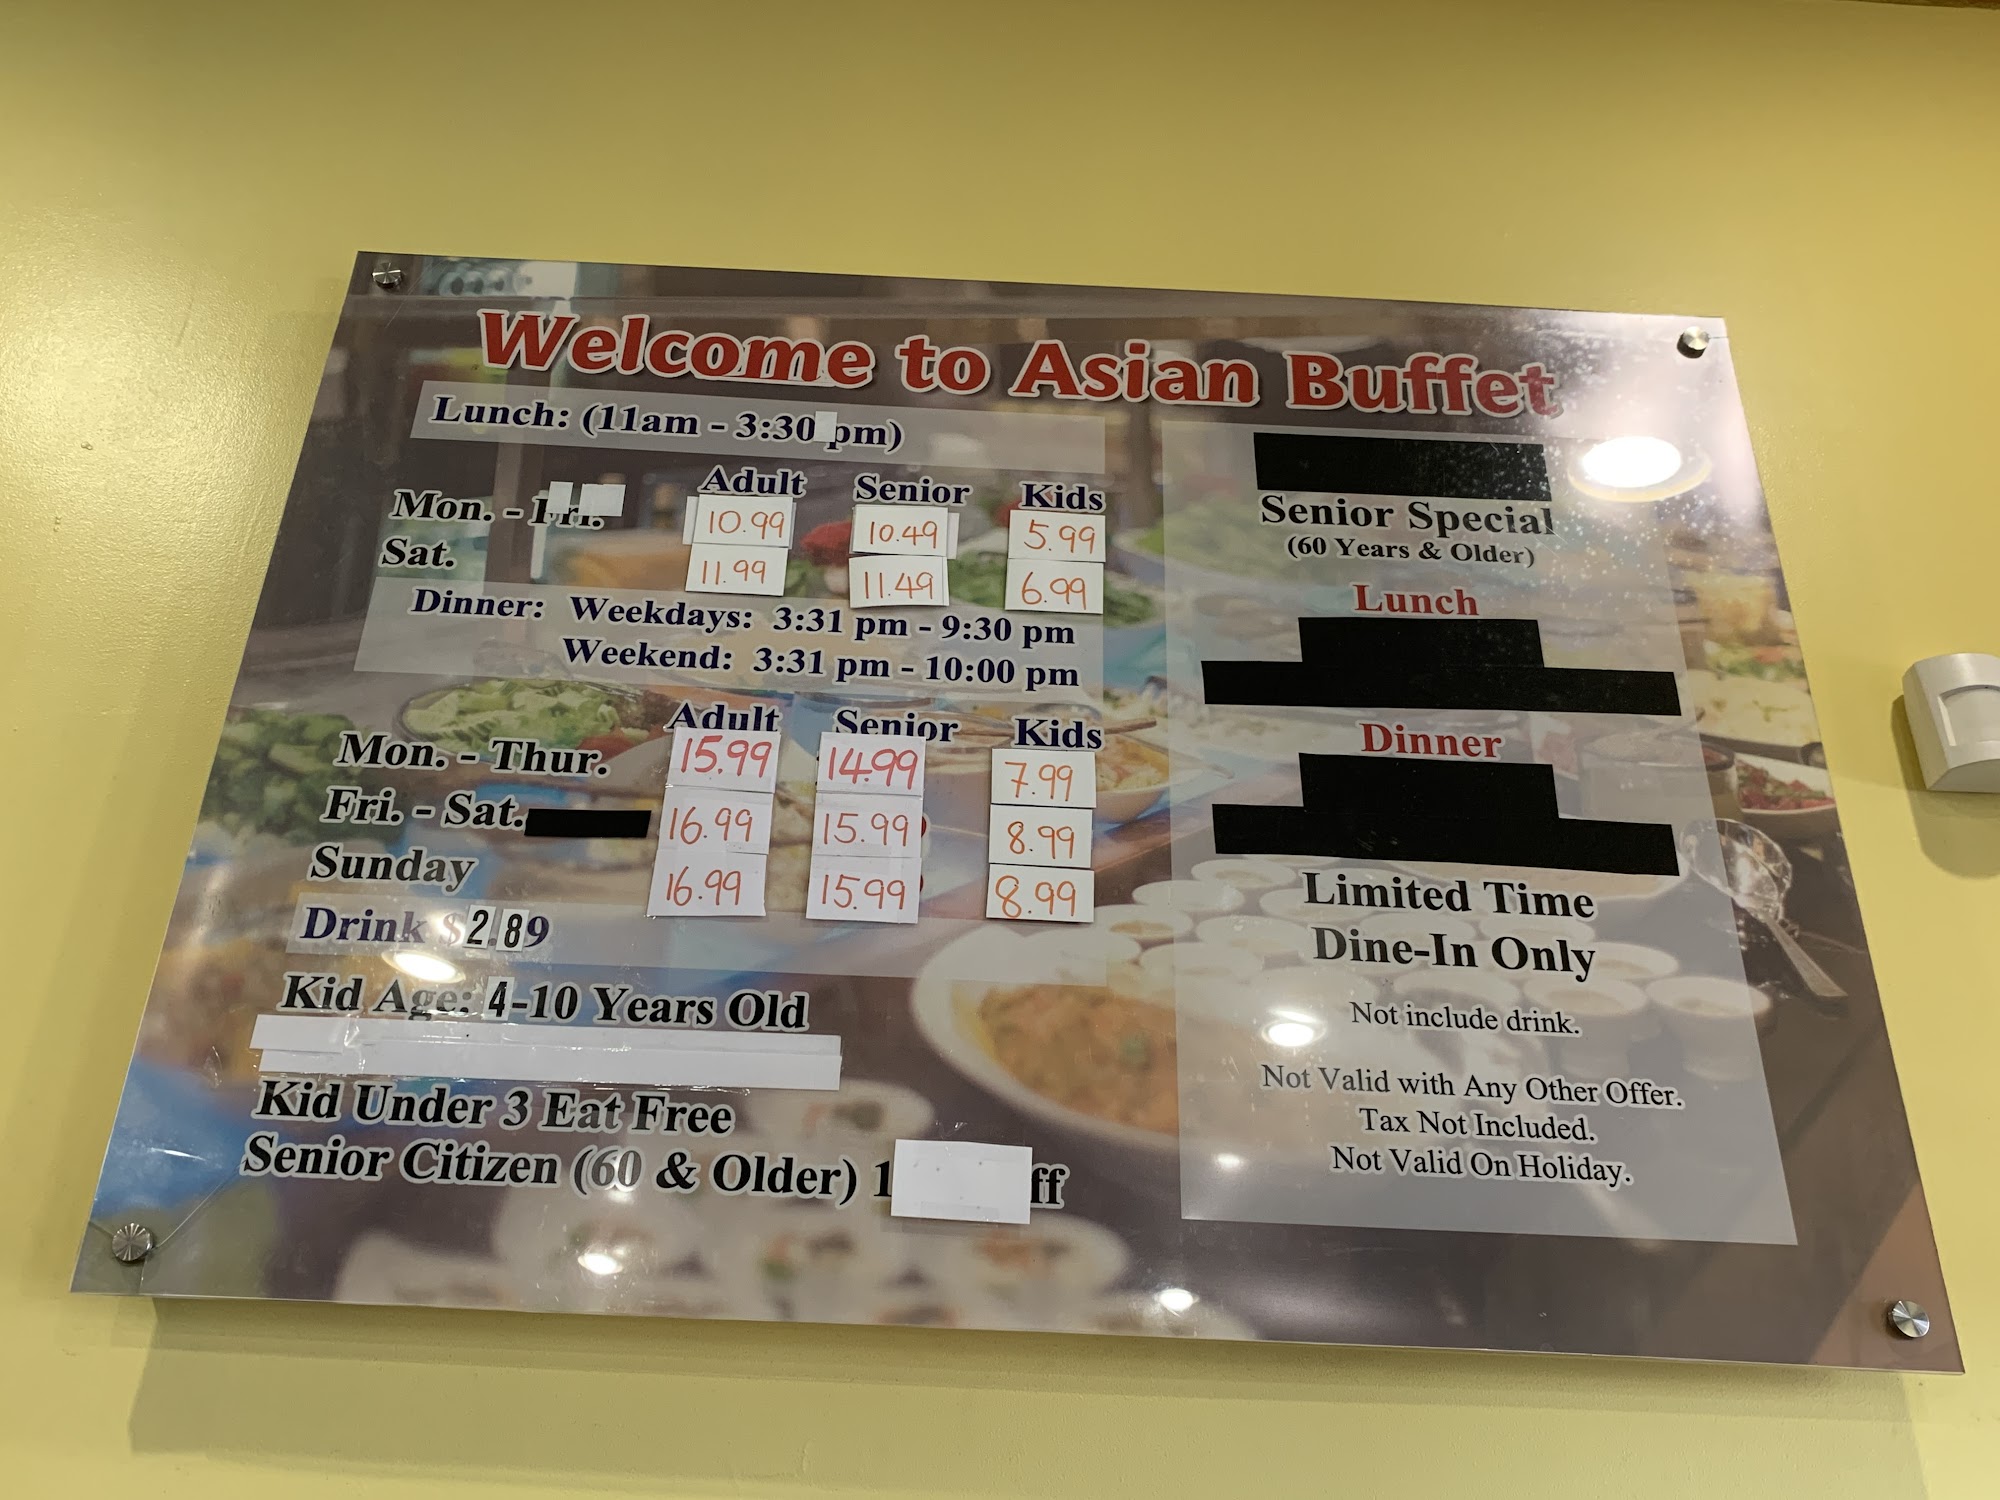 Welcome to Asian Buffet
Lunch: (11am - 3:30 pm)
Adult Senior Kids
Mon. - Fri. 10.99 10.49 5.99
Sat. 11.99 11.49 6.99
Dinner: Weekdays: 3:31 pm - 9:30 pm
Weekend: 3:31 pm - 10:00 pm
Adult Senior Kids
Mon. - Thur. 15.99 14.99 7.99
Fri. - Sat. 16.99 15.99 8.99
Sunday 16.99 15.99 8.99
Drink $2.89
Kid Age: 4-10 Years Old
Kid Under 3 Eat Free
Senior Citizen (60 & Older)
Senior Special
(60 Years & Older)
Lunch
Dinner
Limited Time
Dine-In Only
Not include drink.
Not Valid with Any Other Offer.
Tax Not Included.
Not Valid On Holiday.